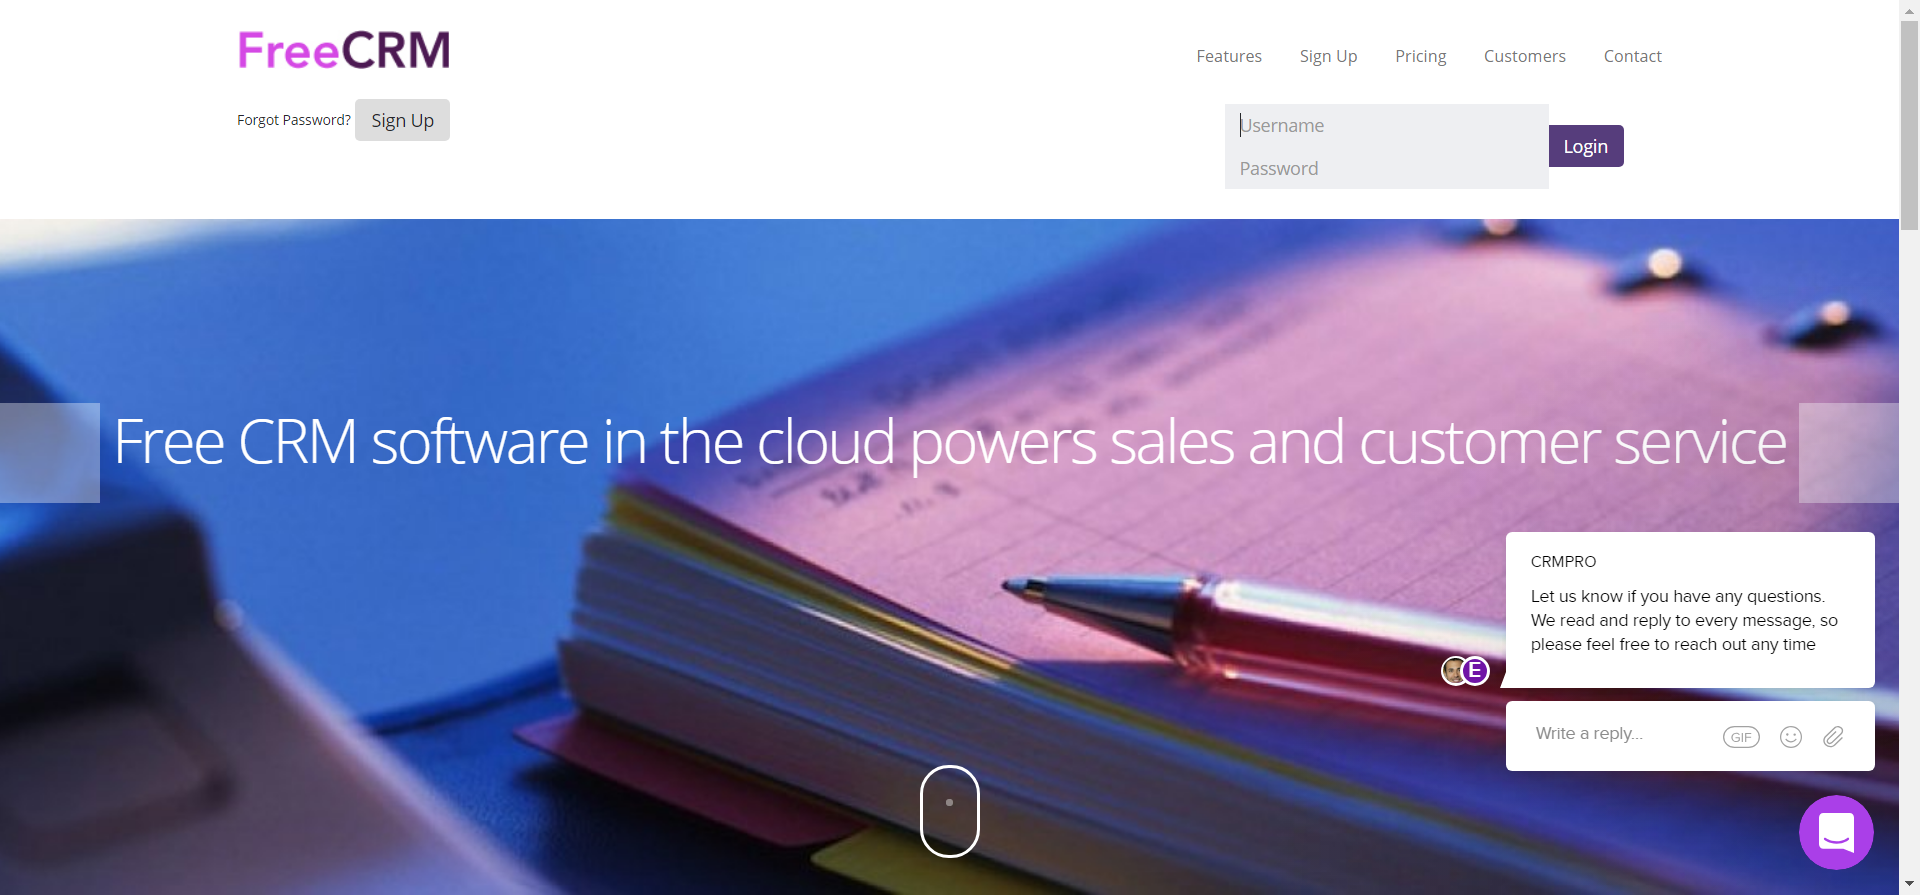 FreeCRM
Features
Sign Up
Pricing
Customers
Contact
Forgot Password?
Sign Up
Username
Password
Login
Free CRM software in the cloud powers sales and customer service
CRMPRO
Let us know if you have any questions.
We read and reply to every message, so
please feel free to reach out any time
E
Write a reply...
GIF